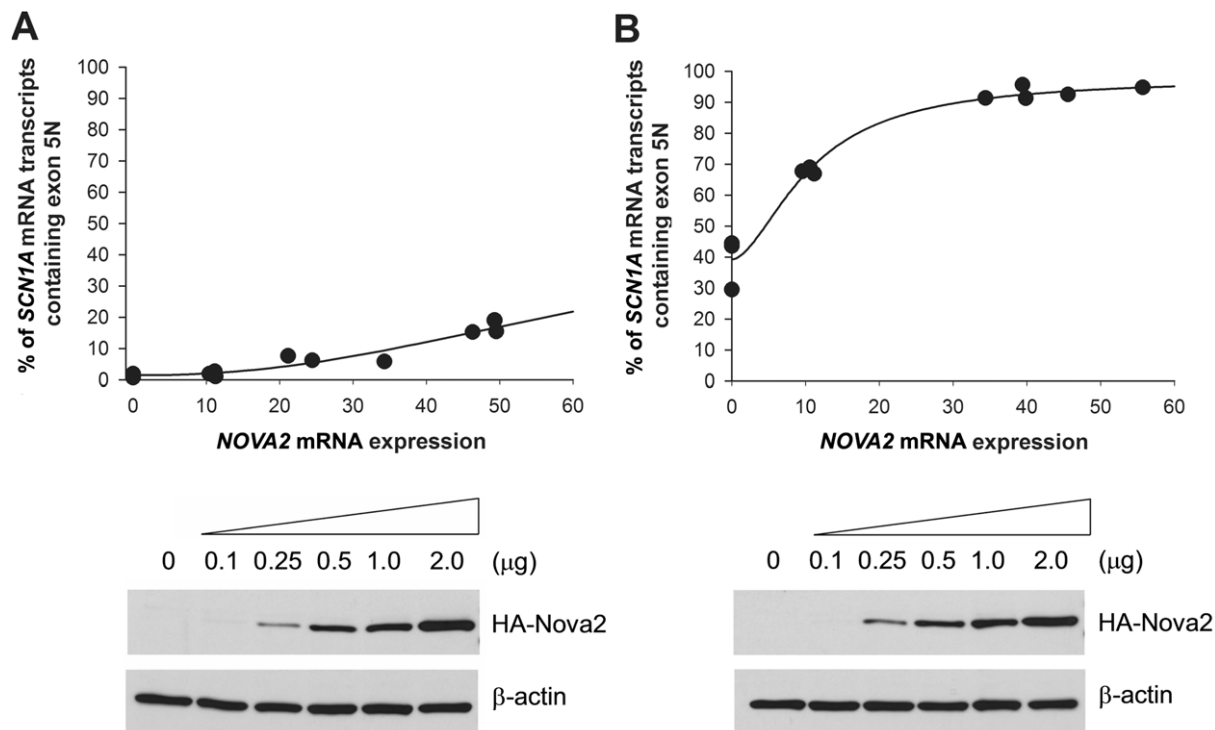 A
% of SCN1A mRNA transcripts
containing exon 5N
100
90
80
70
60
50
40
30
20
10
0
0 10 20 30 40 50 60
NOVA2 mRNA expression
0 0.1 0.25 0.5 1.0 2.0 (μg)
HA-Nova2
β-actin
B
% of SCN1A mRNA transcripts
containing exon 5N
100
90
80
70
60
50
40
30
20
10
0
0 10 20 30 40 50 60
NOVA2 mRNA expression
0 0.1 0.25 0.5 1.0 2.0 (μg)
HA-Nova2
β-actin